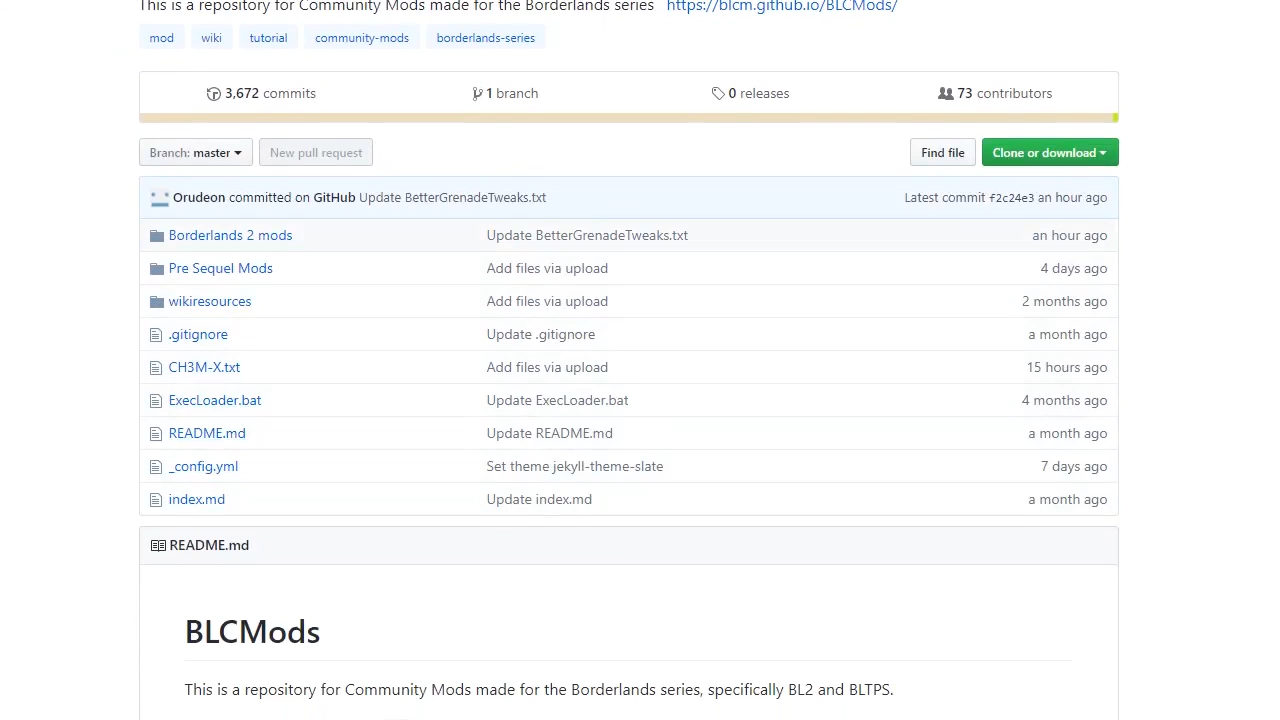 This is a repository for Community Mods made for the Borderlands series https://blcm.github.io/BLCMods/
mod wiki tutorial community-mods borderlands-series
3,672 commits 1 branch 0 releases 73 contributors
Branch: master New pull request Find file Clone or download
Orudeon committed on GitHub Update BetterGrenadeTweaks.txt Latest commit f2c24e3 an hour ago
Borderlands 2 mods Update BetterGrenadeTweaks.txt an hour ago
Pre Sequel Mods Add files via upload 4 days ago
wikiresources Add files via upload 2 months ago
.gitignore Update .gitignore a month ago
CH3M-X.txt Add files via upload 15 hours ago
ExecLoader.bat Update ExecLoader.bat 4 months ago
README.md Update README.md a month ago
_config.yml Set theme jekyll-theme-slate 7 days ago
index.md Update index.md a month ago
README.md
BLCMods
This is a repository for Community Mods made for the Borderlands series, specifically BL2 and BLTPS.